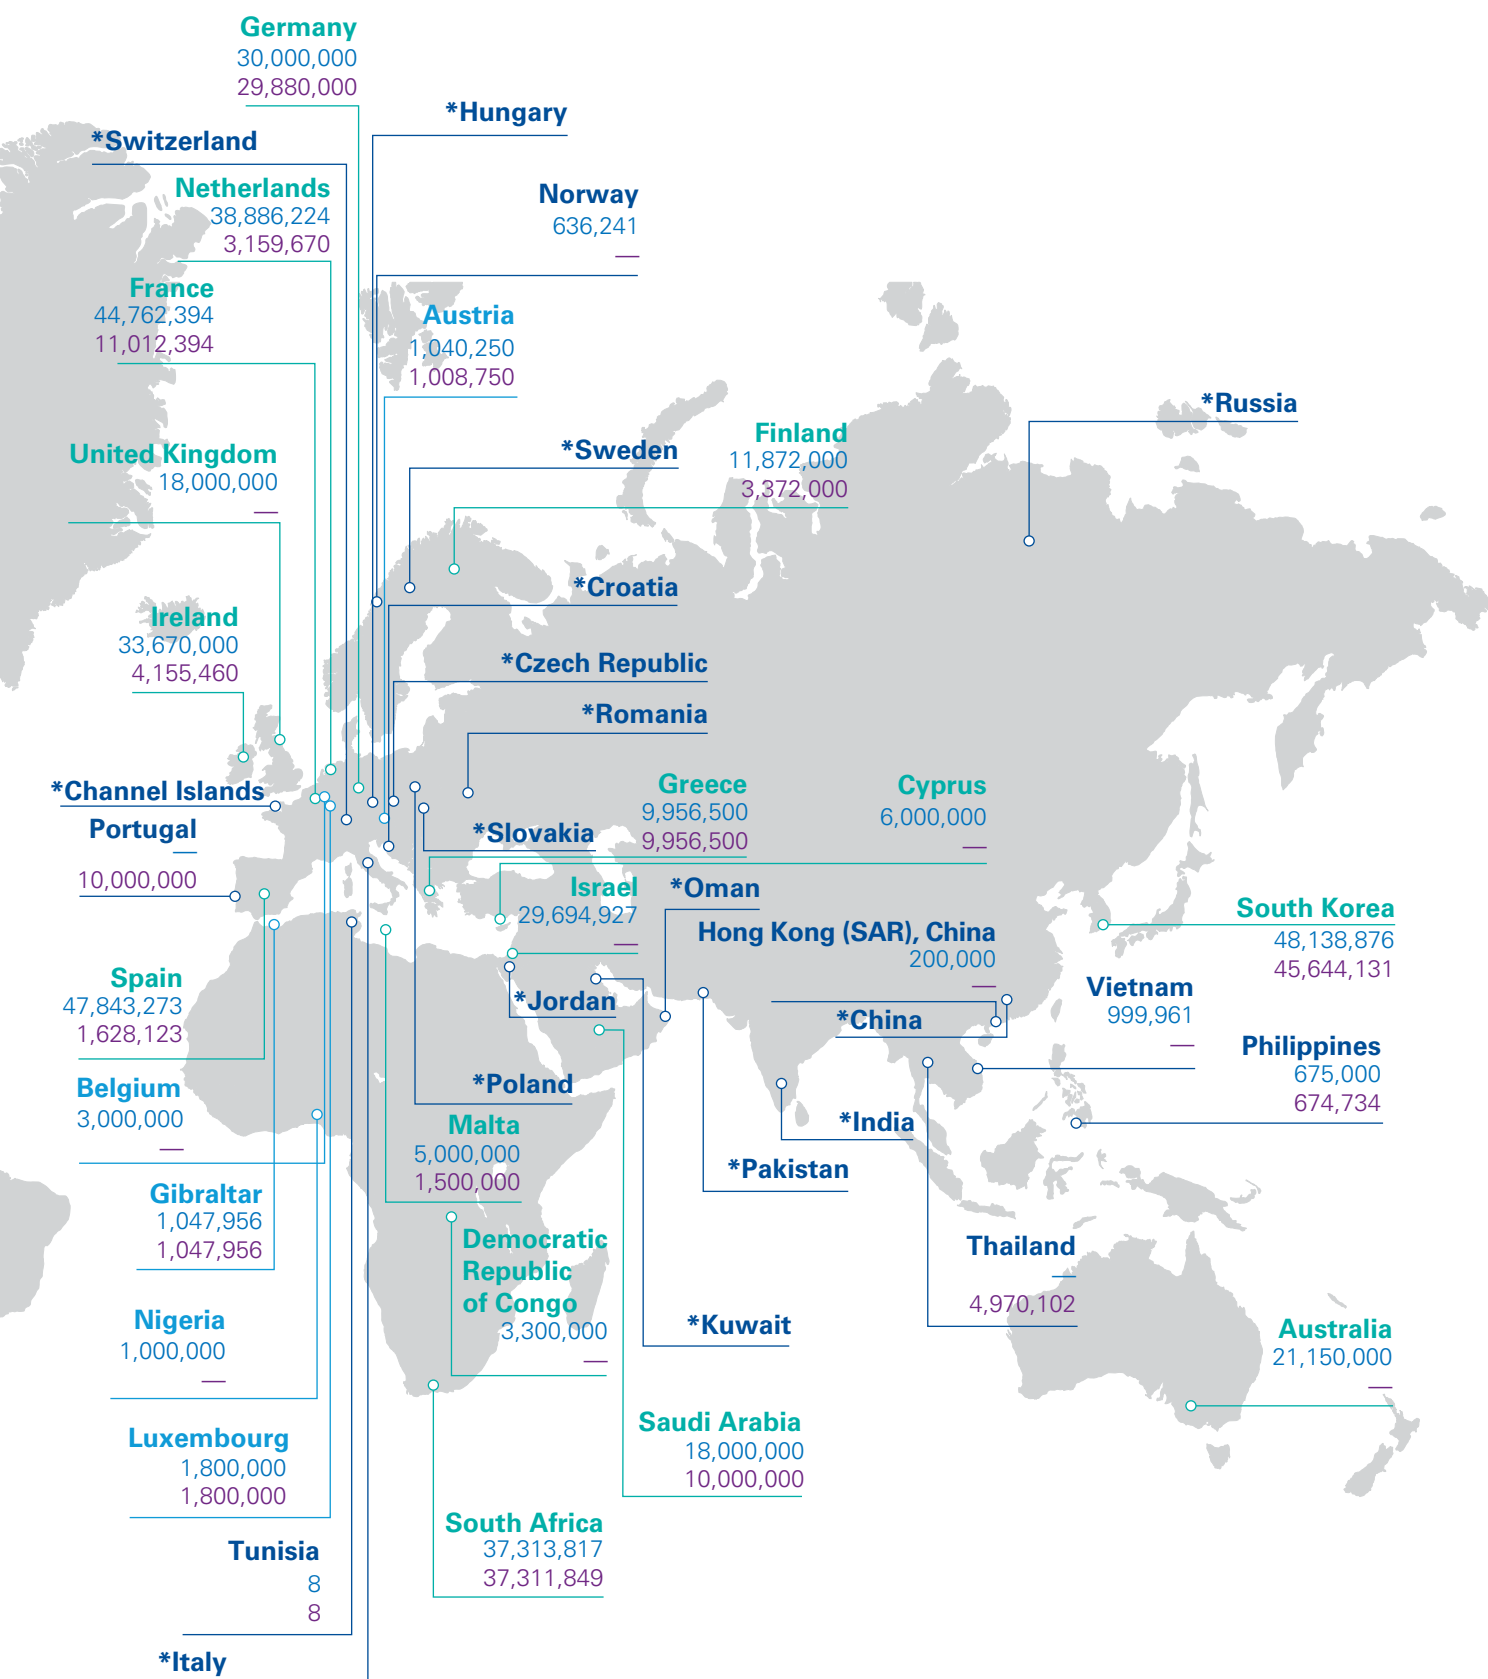 Germany
30,000,000
29,880,000
*Hungary
*Switzerland
Netherlands
38,886,224
3,159,670
Norway
636,241
—
France
44,762,394
11,012,394
Austria
1,040,250
1,008,750
*Russia
United Kingdom
18,000,000
—
*Sweden
Finland
11,872,000
3,372,000
*Croatia
Ireland
33,670,000
4,155,460
*Czech Republic
*Romania
*Channel Islands
Portugal
—
10,000,000
*Slovakia
Greece
9,956,500
9,956,500
Cyprus
6,000,000
—
Israel
29,694,927
—
*Oman
Hong Kong (SAR), China
200,000
—
South Korea
48,138,876
45,644,131
Spain
47,843,273
1,628,123
*Jordan
*China
Vietnam
999,961
—
Philippines
675,000
674,734
Belgium
3,000,000
—
*Poland
Malta
5,000,000
1,500,000
*India
*Pakistan
Gibraltar
1,047,956
1,047,956
Democratic
Republic
of Congo
3,300,000
—
Thailand
—
4,970,102
Nigeria
1,000,000
—
*Kuwait
Australia
21,150,000
—
Luxembourg
1,800,000
1,800,000
Saudi Arabia
18,000,000
10,000,000
South Africa
37,313,817
37,311,849
Tunisia
8
8
*Italy